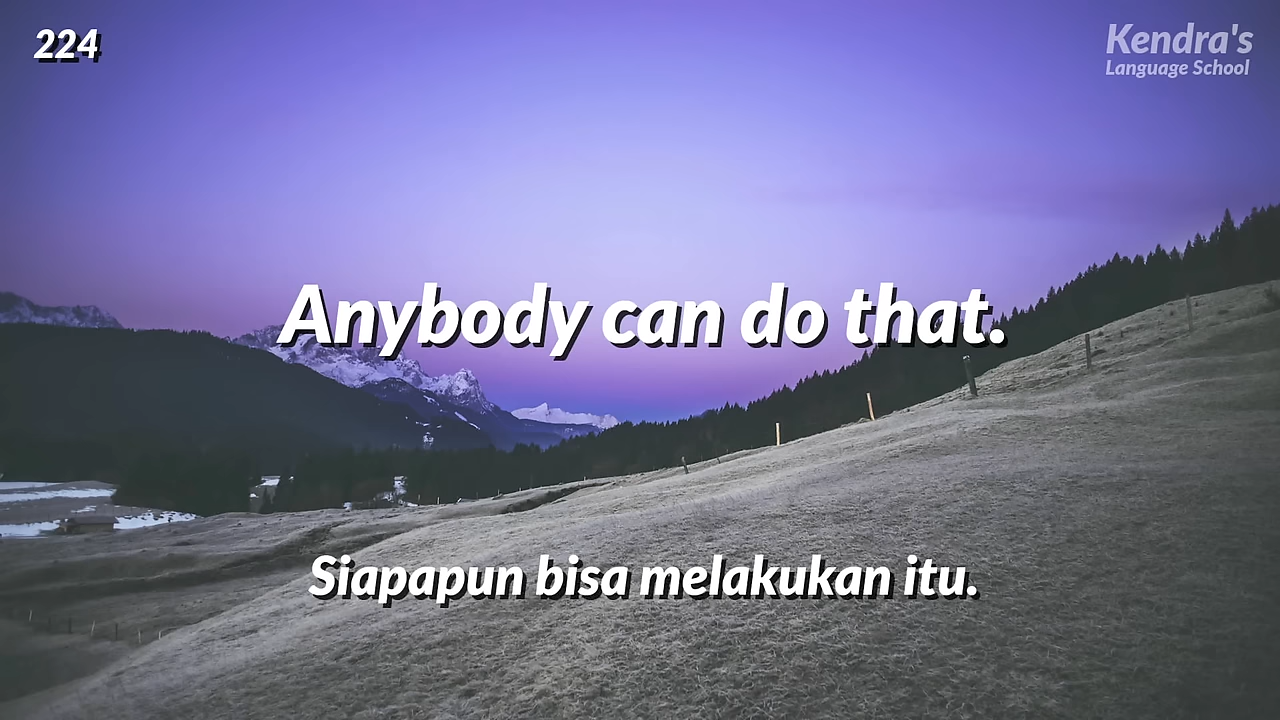 224
Kendra's
Language School
Anybody can do that.
Siapapun bisa melakukan itu.